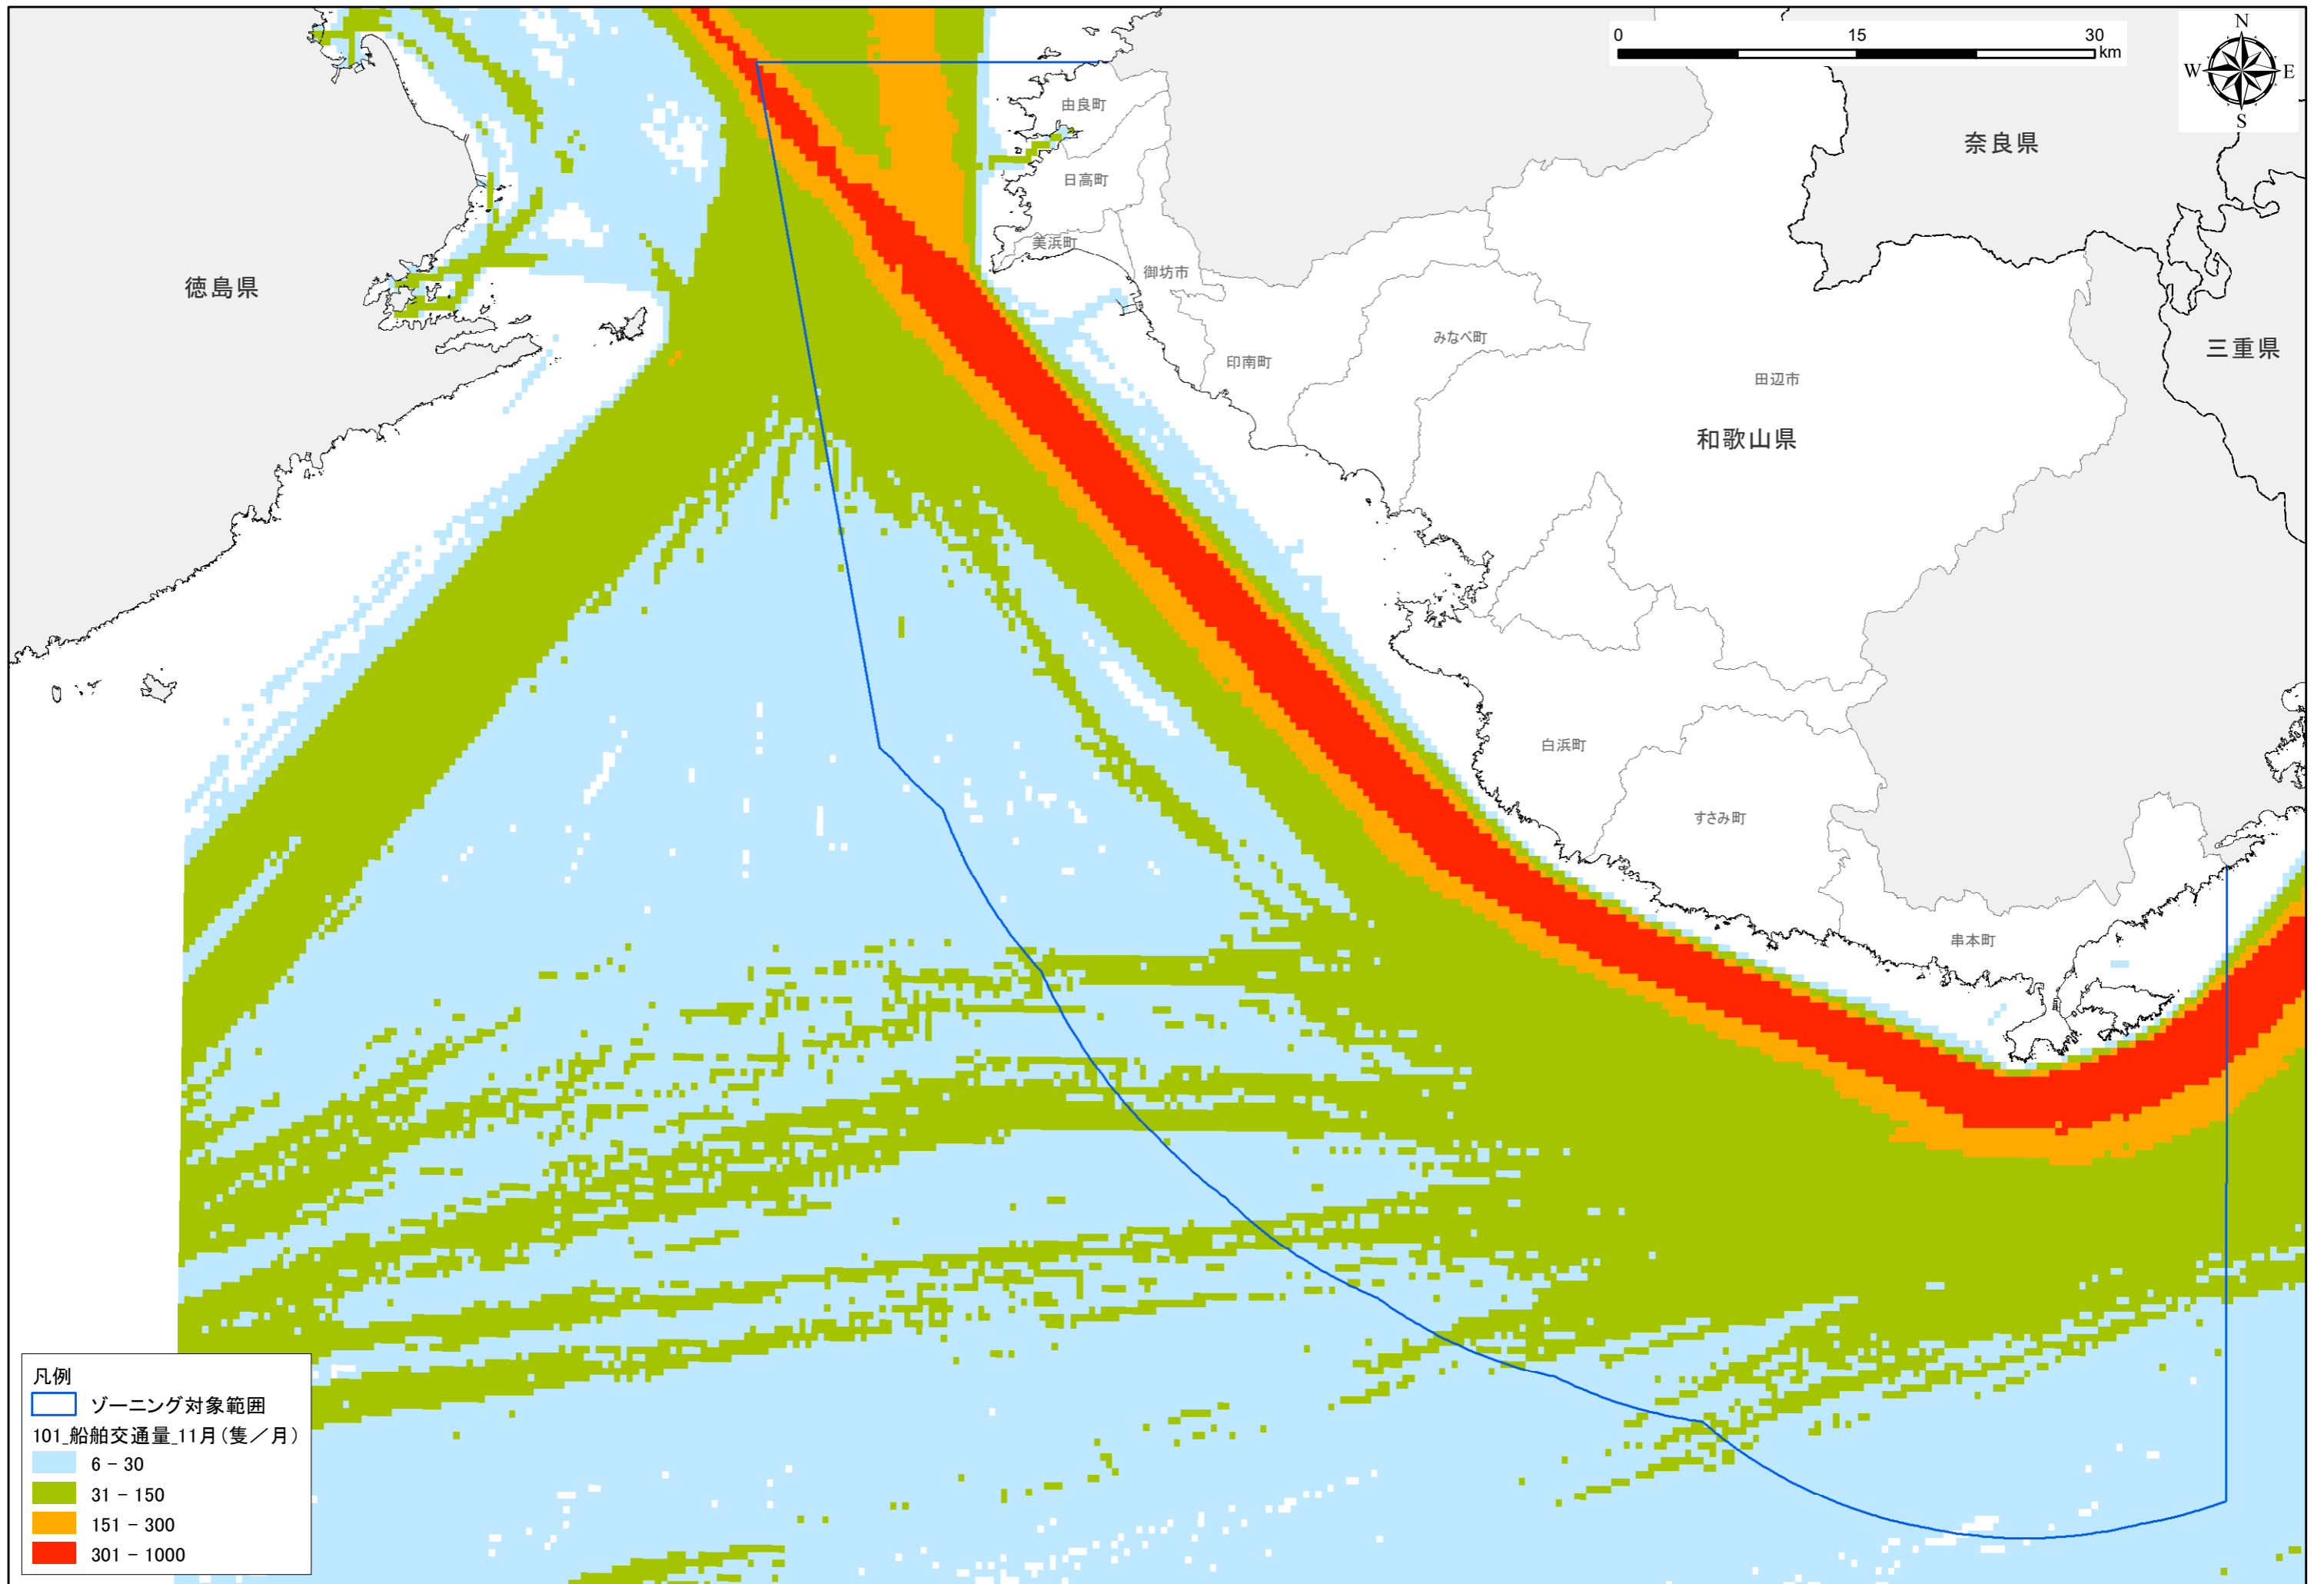 0 15 30
km
N
W E
S
由良町
奈良県
日高町
美浜町
御坊市
徳島県
みなべ町
三重県
印南町
田辺市
和歌山県
白浜町
すさみ町
串本町
凡例
ゾーニング対象範囲
101_船舶交通量_11月(隻／月)
6 - 30
31 - 150
151 - 300
301 - 1000